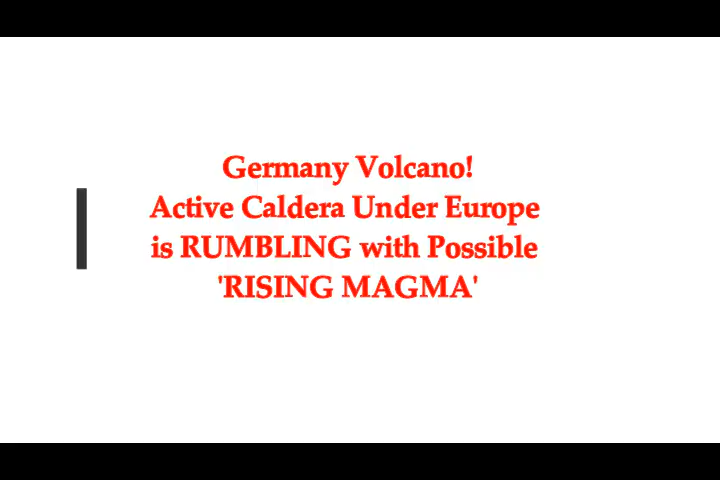 Germany Volcano!
Active Caldera Under Europe
is RUMBLING with Possible
'RISING MAGMA'